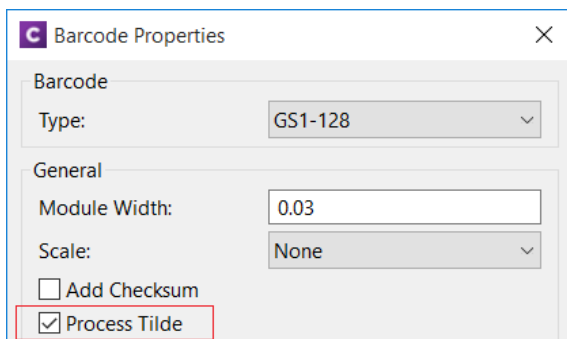 C Barcode Properties
Barcode
Type: GS1-128
General
Module Width: 0.03
Scale: None
Add Checksum
Process Tilde